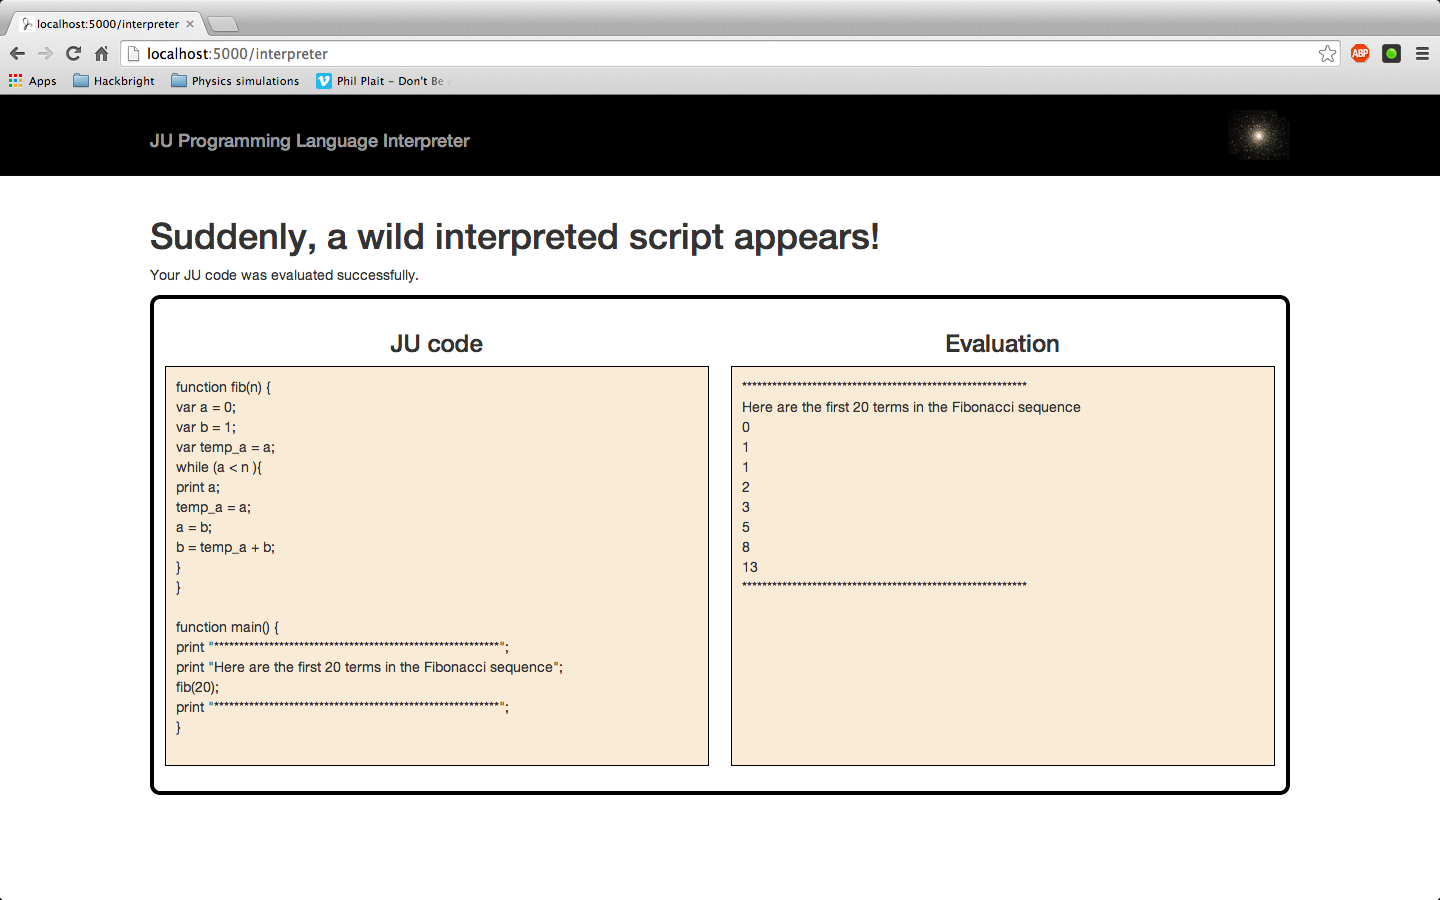 localhost:5000/interpreter
localhost:5000/interpreter
ABP
Apps Hackbright Physics simulations Phil Plait - Don't Be
JU Programming Language Interpreter
Suddenly, a wild interpreted script appears!
Your JU code was evaluated successfully.
JU code
function fib(n) {
var a = 0;
var b = 1;
var temp_a = a;
while (a < n ){
print a;
temp_a = a;
a = b;
b = temp_a + b;
}
}
function main() {
print "*********************************************************";
print "Here are the first 20 terms in the Fibonacci sequence";
fib(20);
print "*********************************************************";
}
Evaluation
*********************************************************
Here are the first 20 terms in the Fibonacci sequence
0
1
1
2
3
5
8
13
*********************************************************